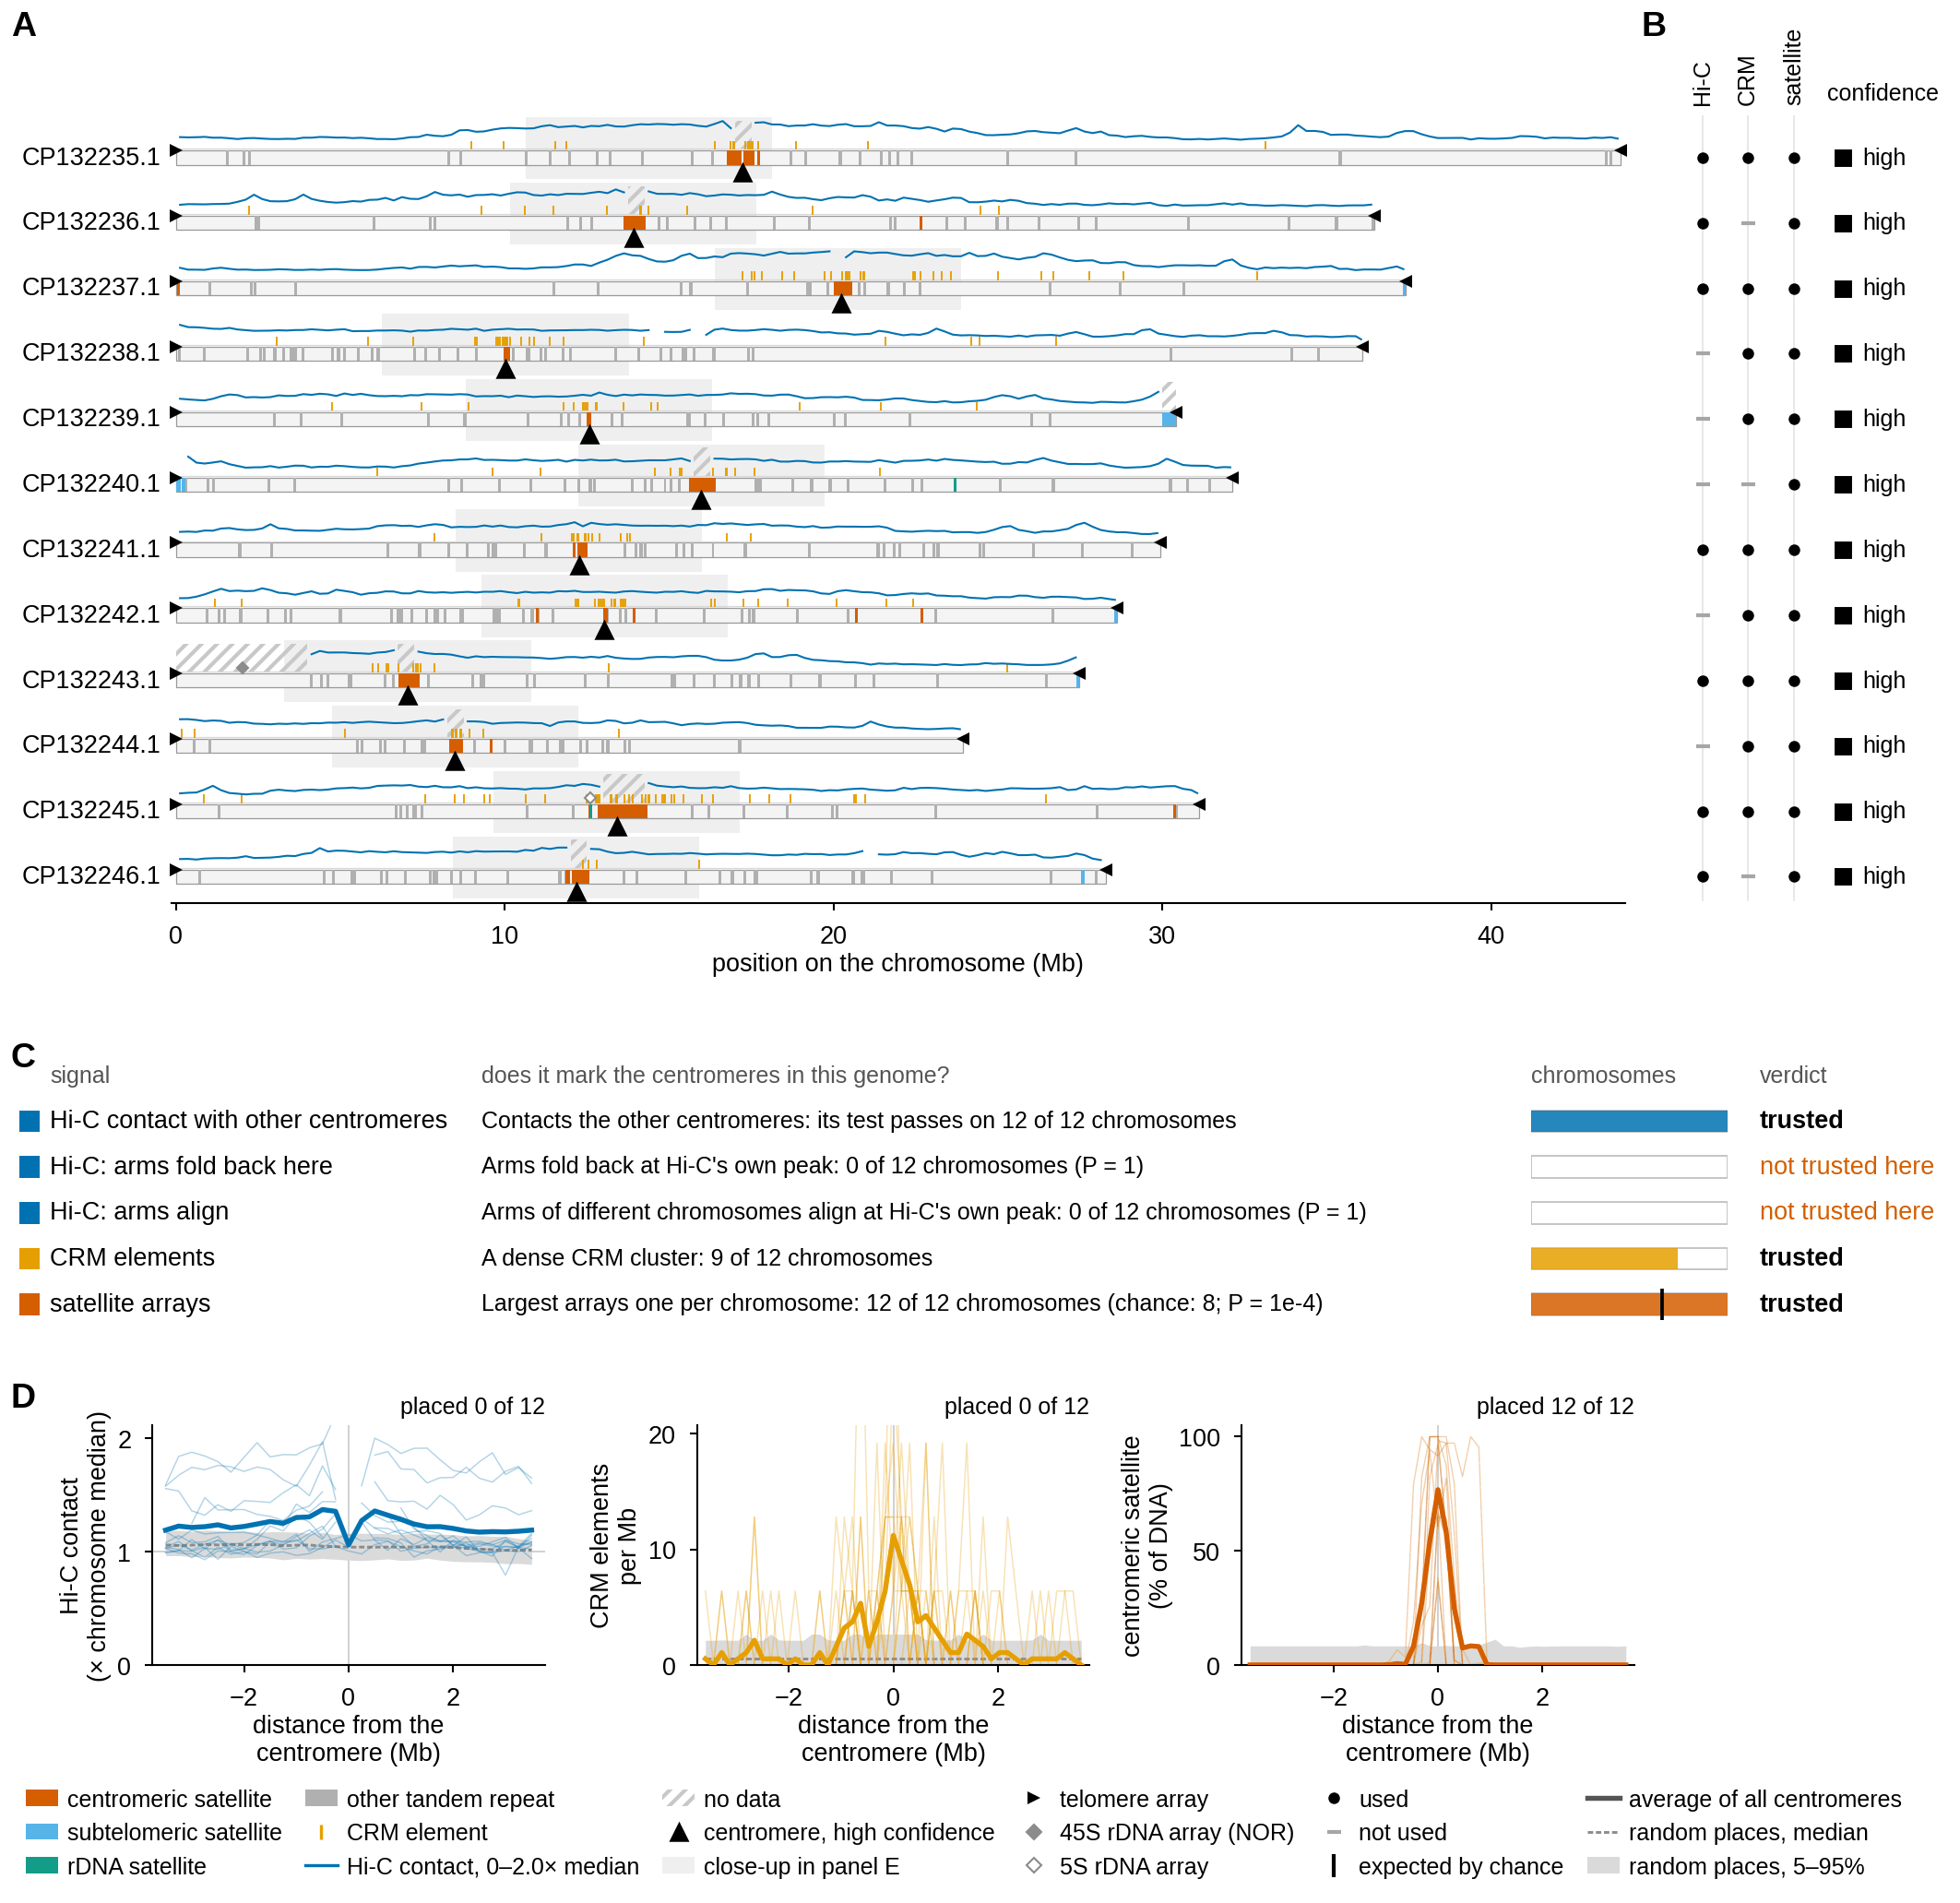 A
B
Hi-C
CRM
satellite
confidence
CP132235.1
high
CP132236.1
high
CP132237.1
high
CP132238.1
high
CP132239.1
high
CP132240.1
high
CP132241.1
high
CP132242.1
high
CP132243.1
high
CP132244.1
high
CP132245.1
high
CP132246.1
high
0 10 20 30 40
position on the chromosome (Mb)
C
signal does it mark the centromeres in this genome? chromosomes verdict
Hi-C contact with other centromeres Contacts the other centromeres: its test passes on 12 of 12 chromosomes trusted
Hi-C: arms fold back here Arms fold back at Hi-C's own peak: 0 of 12 chromosomes (P = 1) not trusted here
Hi-C: arms align Arms of different chromosomes align at Hi-C's own peak: 0 of 12 chromosomes (P = 1) not trusted here
CRM elements A dense CRM cluster: 9 of 12 chromosomes trusted
satellite arrays Largest arrays one per chromosome: 12 of 12 chromosomes (chance: 8; P = 1e-4) trusted
D
placed 0 of 12
Hi-C contact
(× chromosome median)
2
1
0
−2 0 2
distance from the
centromere (Mb)
placed 0 of 12
CRM elements
per Mb
20
10
0
−2 0 2
distance from the
centromere (Mb)
placed 12 of 12
centromeric satellite
(% of DNA)
100
50
0
−2 0 2
distance from the
centromere (Mb)
centromeric satellite other tandem repeat no data telomere array used average of all centromeres
subtelomeric satellite CRM element centromere, high confidence 45S rDNA array (NOR) not used random places, median
rDNA satellite Hi-C contact, 0–2.0× median close-up in panel E 5S rDNA array expected by chance random places, 5–95%